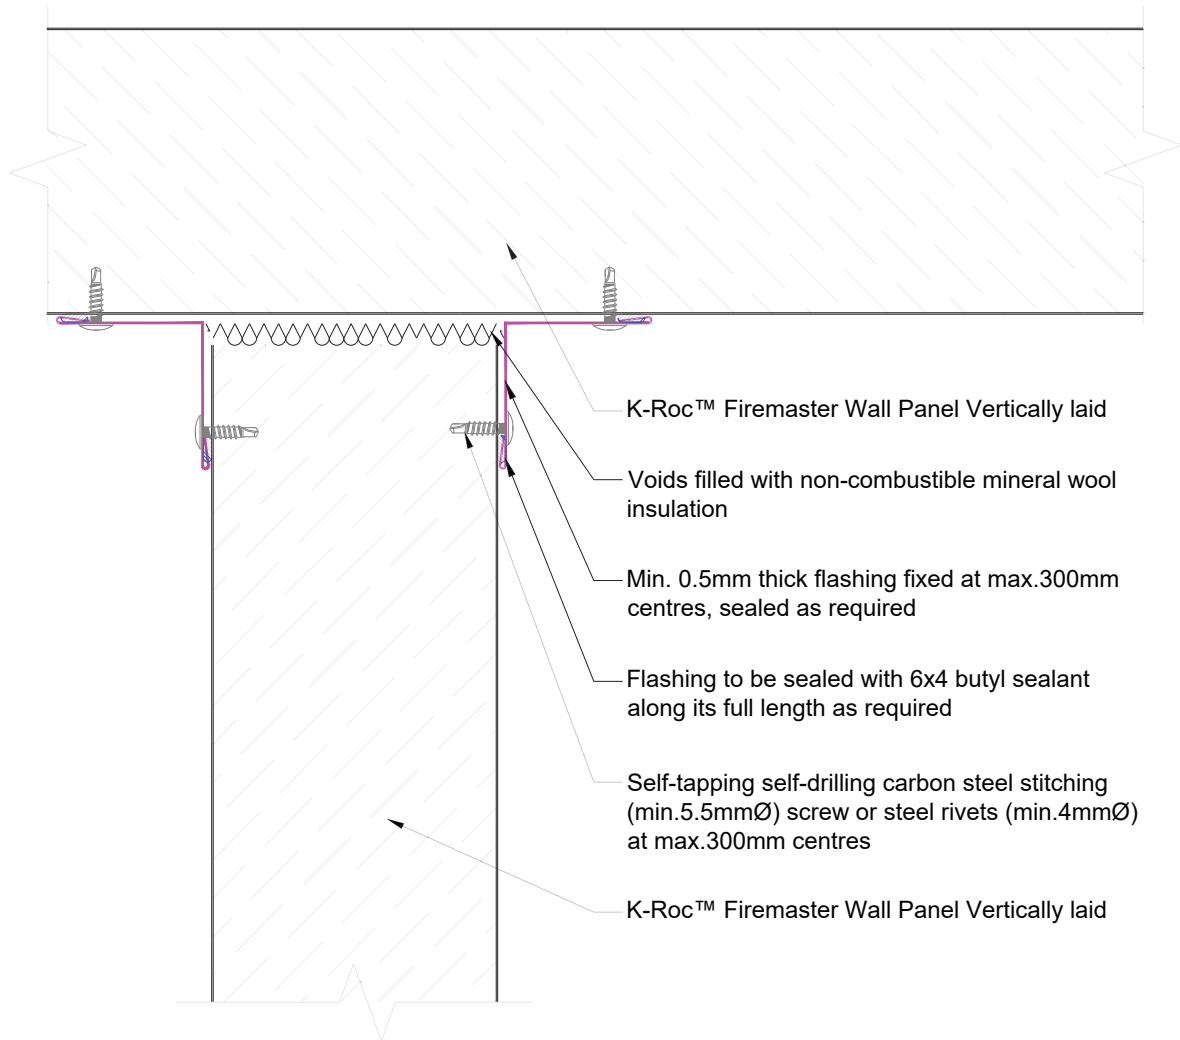 K-Roc™ Firemaster Wall Panel Vertically laid
Voids filled with non-combustible mineral wool
insulation
Min. 0.5mm thick flashing fixed at max.300mm
centres, sealed as required
Flashing to be sealed with 6x4 butyl sealant
along its full length as required
Self-tapping self-drilling carbon steel stitching
(min.5.5mmØ) screw or steel rivets (min.4mmØ)
at max.300mm centres
K-Roc™ Firemaster Wall Panel Vertically laid